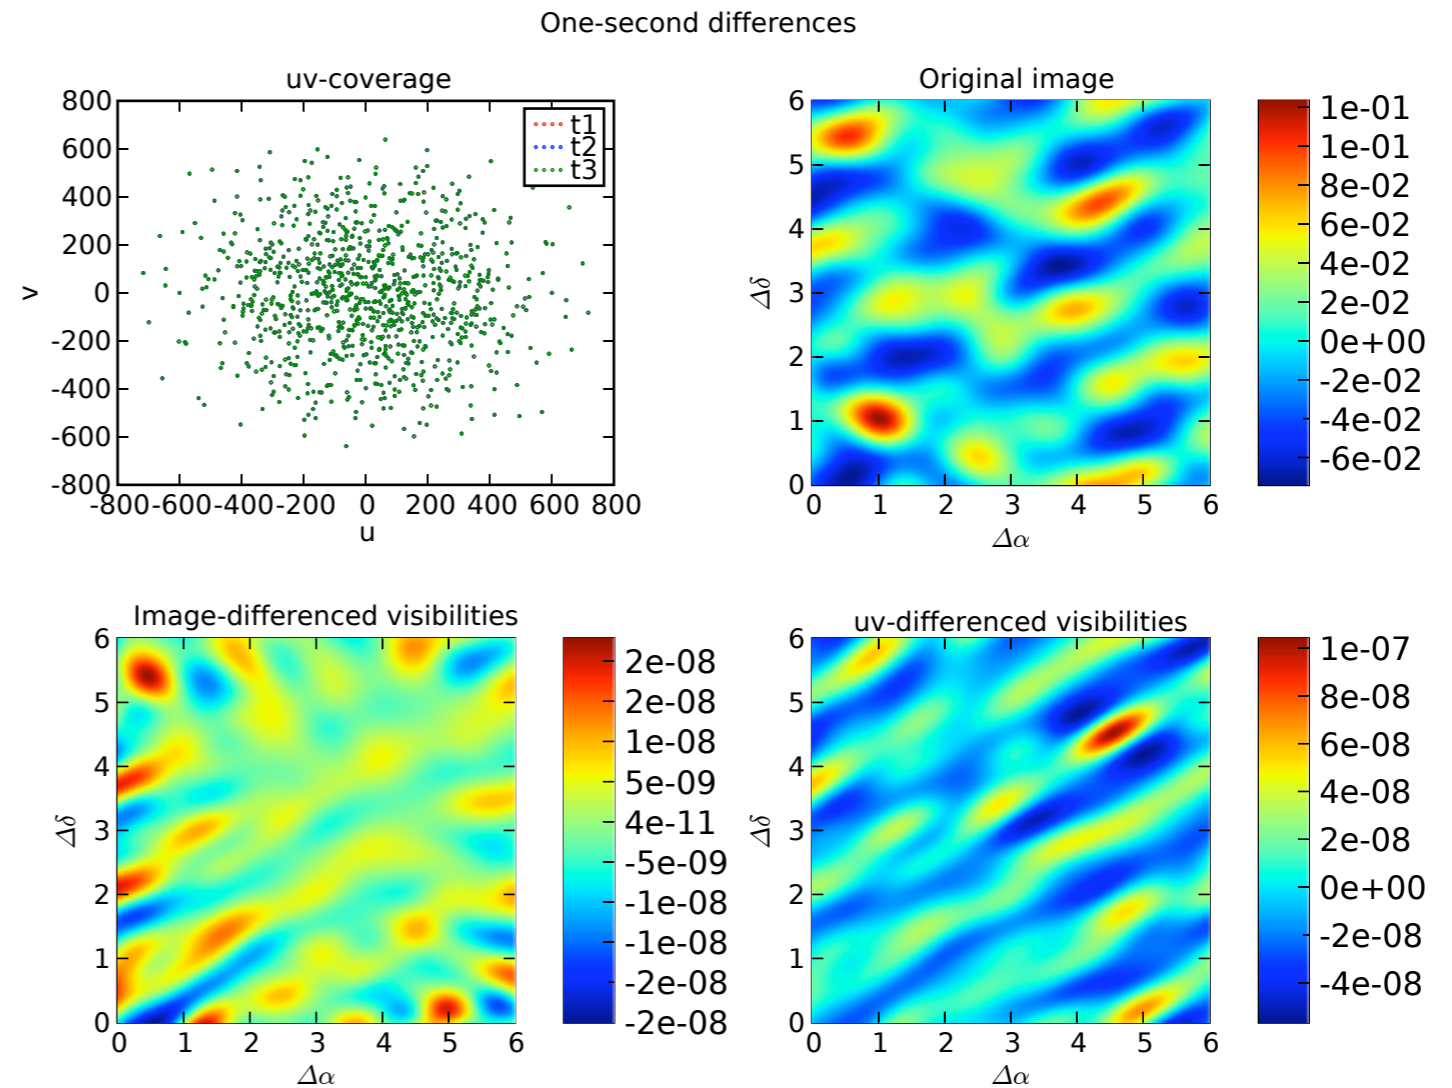 One-second differences
uv-coverage
800
600
400
200
0
-200
-400
-600
-800
v
-800 -600 -400 -200 0 200 400 600 800
u
t1
t2
t3
Original image
6
5
4
3
2
1
0
Δδ
0 1 2 3 4 5 6
Δα
1e-01
1e-01
8e-02
6e-02
4e-02
2e-02
0e+00
-2e-02
-4e-02
-6e-02
Image-differenced visibilities
6
5
4
3
2
1
0
Δδ
0 1 2 3 4 5 6
Δα
2e-08
2e-08
1e-08
5e-09
4e-11
-5e-09
-1e-08
-1e-08
-2e-08
-2e-08
uv-differenced visibilities
6
5
4
3
2
1
0
Δδ
0 1 2 3 4 5 6
Δα
1e-07
8e-08
6e-08
4e-08
2e-08
0e+00
-2e-08
-4e-08